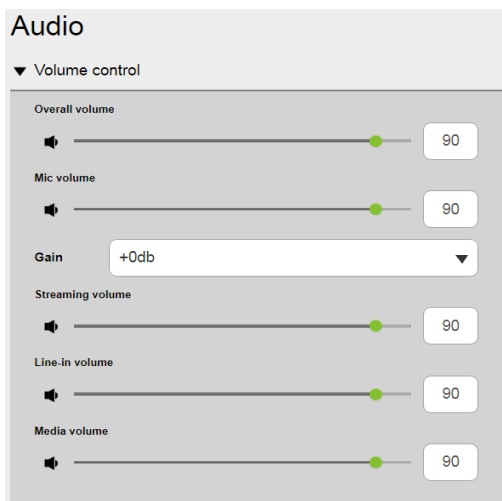 Audio
Volume control
Overall volume
90
Mic volume
90
Gain +0db
Streaming volume
90
Line-in volume
90
Media volume
90